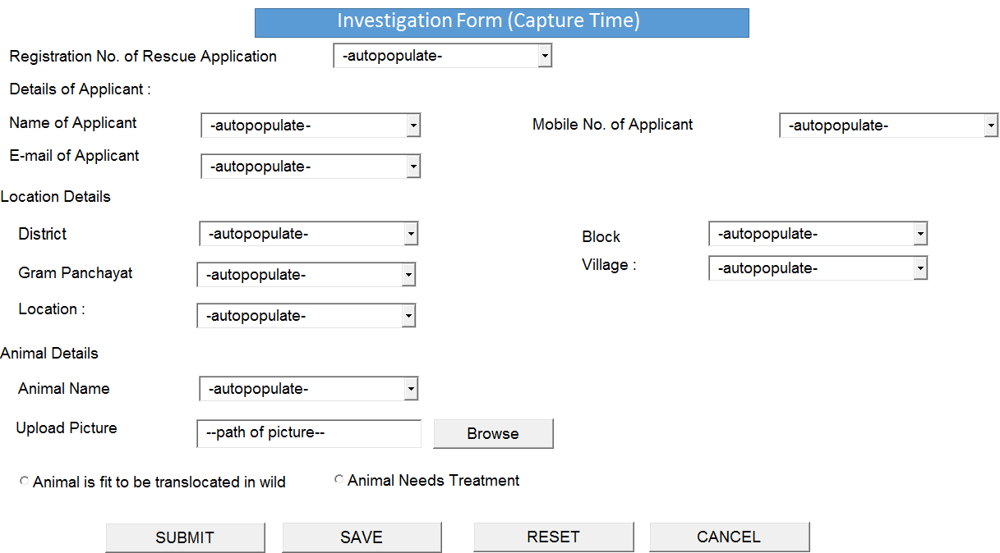 Investigation Form (Capture Time)
Registration No. of Rescue Application -autopopulate-
Details of Applicant :
Name of Applicant -autopopulate- Mobile No. of Applicant -autopopulate-
E-mail of Applicant -autopopulate-
Location Details
District -autopopulate- Block -autopopulate-
Gram Panchayat -autopopulate- Village : -autopopulate-
Location : -autopopulate-
Animal Details
Animal Name -autopopulate-
Upload Picture --path of picture-- Browse
Animal is fit to be translocated in wild Animal Needs Treatment
SUBMIT SAVE RESET CANCEL